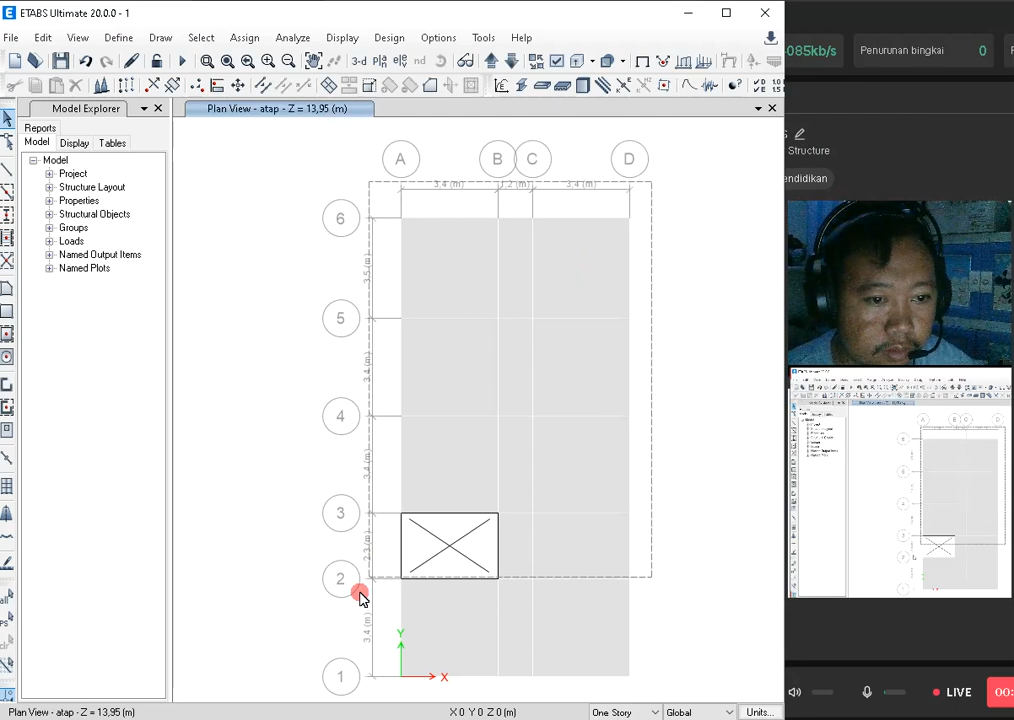 ETABS Ultimate 20.0.0 - 1
File Edit View Define Draw Select Assign Analyze Display Design Options Tools Help
3-d
nd
Model Explorer
Plan View - atap - Z = 13,95 (m)
Reports
Model Display Tables
Model
Project
Structure Layout
Properties
Structural Objects
Groups
Loads
Named Output Items
Named Plots
A B C D
3,4 (m) 1,2 (m) 3,4 (m)
6
3,5 (m)
5
3,4 (m)
4
3,4 (m)
3
2,3 (m)
2
3,4 (m)
1
Y
X
Plan View - atap - Z = 13,95 (m)
X 0 Y 0 Z 0 (m)
One Story
Global
Units...
085kb/s
Penurunan bingkai 0
Structure
endidikan
LIVE
00: